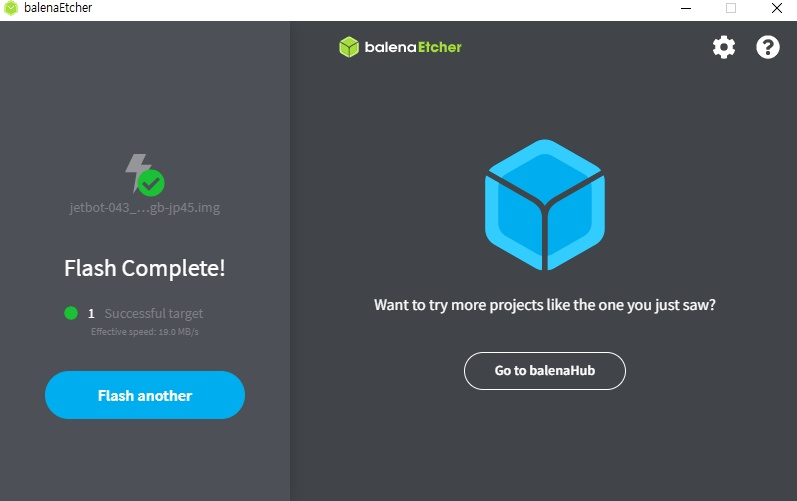 balenaEtcher
balenaEtcher
jetbot-043_...gb-jp45.img
Flash Complete!
1 Successful target
Effective speed: 19.0 MB/s
Flash another
Want to try more projects like the one you just saw?
Go to balenaHub